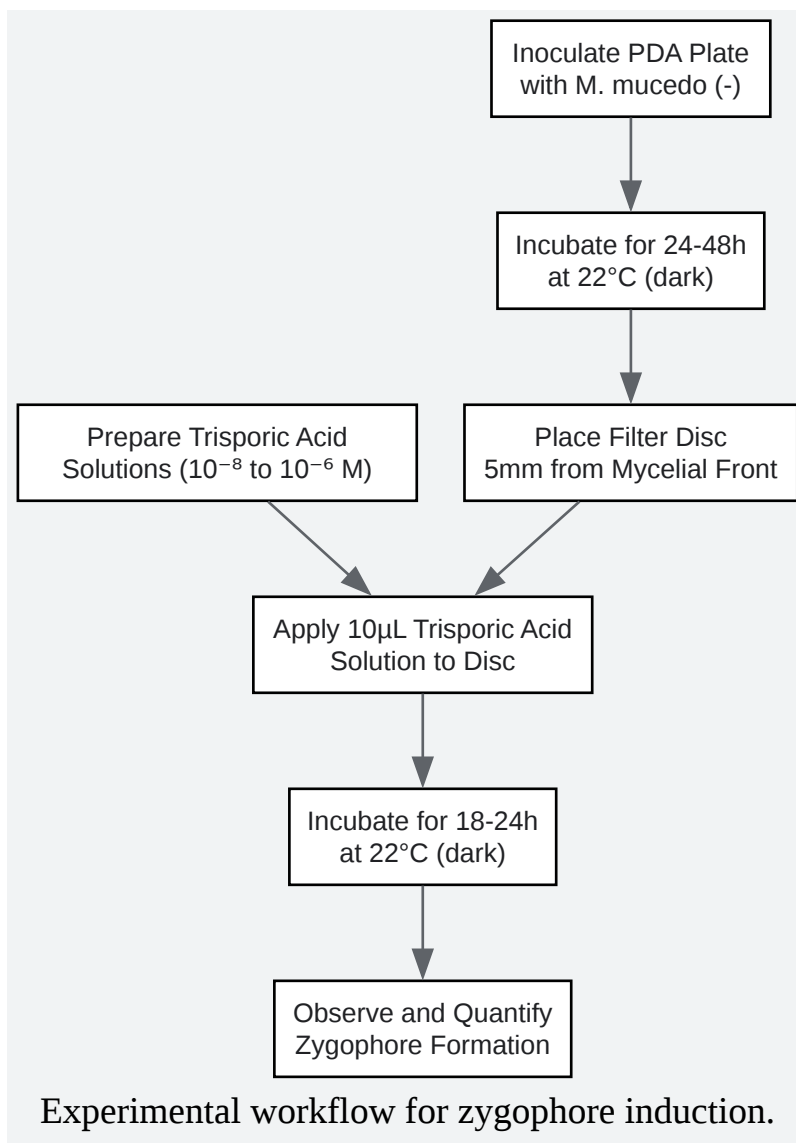 Inoculate PDA Plate
with M. mucedo (-)
Incubate for 24-48h
at 22°C (dark)
Prepare Trisporic Acid
Solutions (10⁻⁸ to 10⁻⁶ M)
Place Filter Disc
5mm from Mycelial Front
Apply 10µL Trisporic Acid
Solution to Disc
Incubate for 18-24h
at 22°C (dark)
Observe and Quantify
Zygophore Formation
Experimental workflow for zygophore induction.